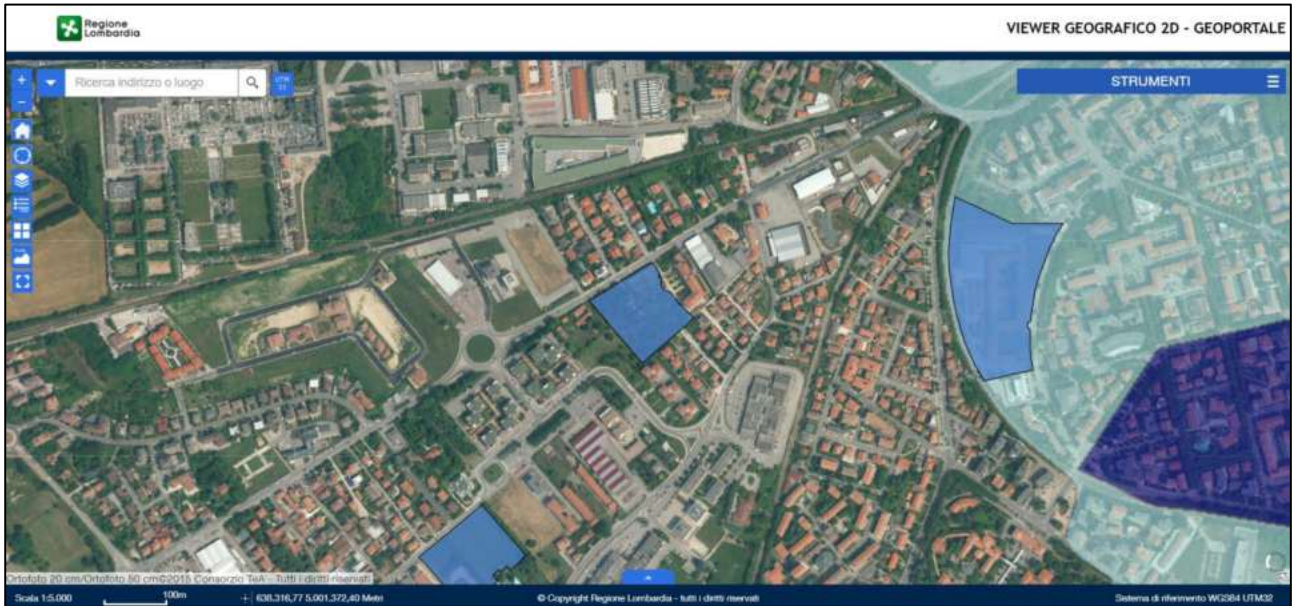 Regione
Lombardia
VIEWER GEOGRAFICO 2D - GEOPORTALE
+
Ricerca indirizzo o luogo
UTM
32
STRUMENTI
−
Ortofoto 20 cm/Ortofoto 50 cm©2015 Consorzio TeA - Tutti i diritti riservati
Scala 1:5.000
100m
638.316,77 5.001.372,40 Metri
© Copyright Regione Lombardia - tutti i diritti riservati
Sistema di riferimento WGS84 UTM32